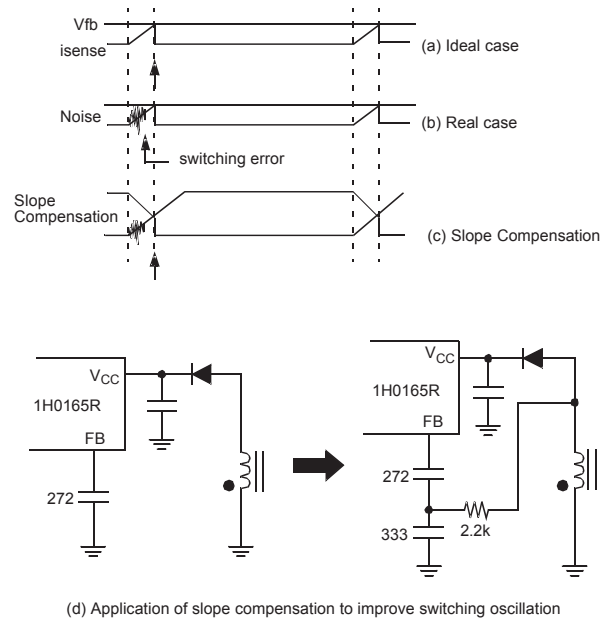 Vfb
isense
(a) Ideal case
Noise
(b) Real case
switching error
Slope
Compensation
(c) Slope Compensation
VCC
1H0165R
FB
272
VCC
1H0165R
FB
272
333
2.2k
(d) Application of slope compensation to improve switching oscillation